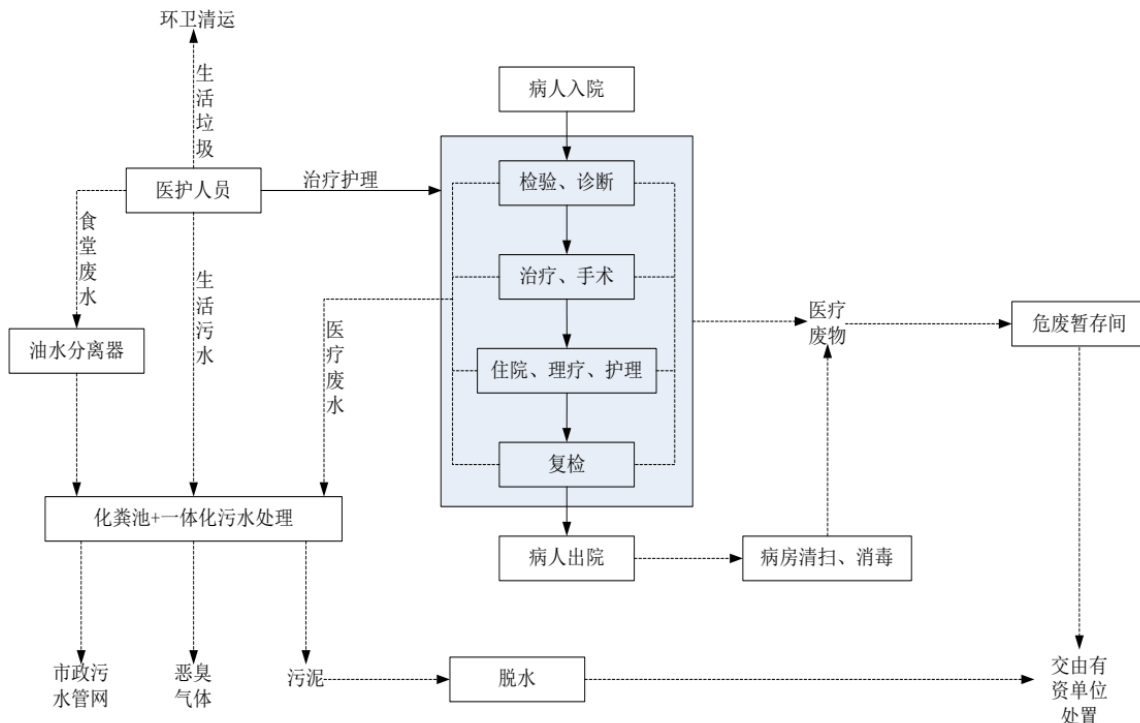 环卫清运
生活垃圾
病人入院
医护人员
治疗护理
检验、诊断
食堂废水
生活污水
治疗、手术
医疗废水
医疗
废物
危废暂存间
油水分离器
住院、理疗、护理
复检
化粪池+一体化污水处理
病人出院
病房清扫、消毒
市政污
水管网
恶臭
气体
污泥
脱水
交由有
资单位
处置